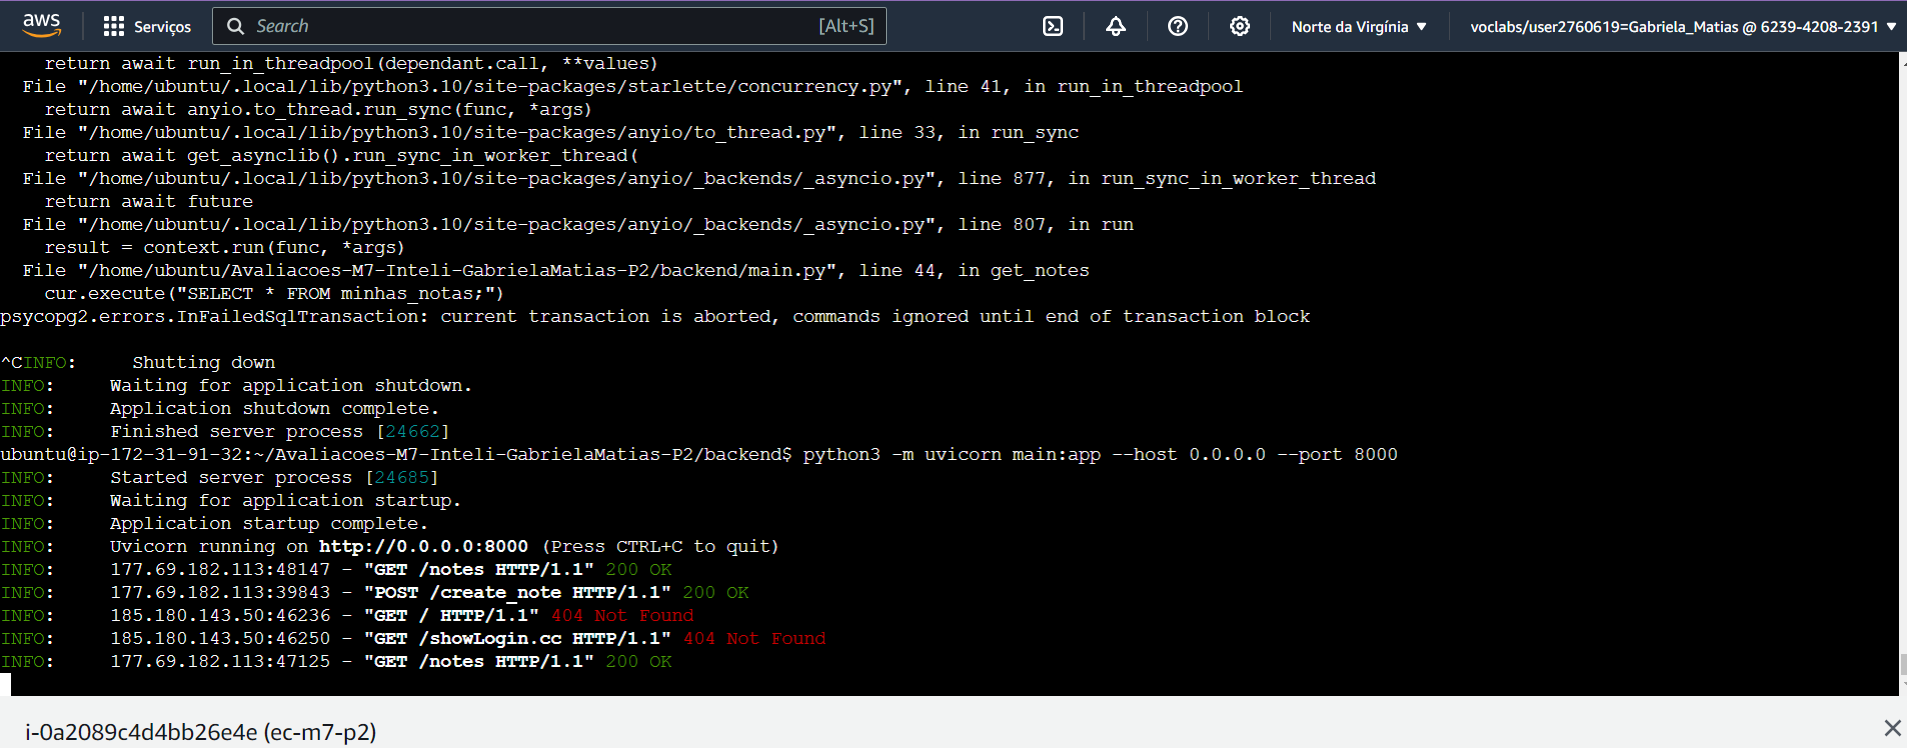 aws
Serviços
Search
[Alt+S]
Norte da Virgínia ▼
voclabs/user2760619=Gabriela_Matias @ 6239-4208-2391 ▼
return await run_in_threadpool(dependant.call, **values)
File "/home/ubuntu/.local/lib/python3.10/site-packages/starlette/concurrency.py", line 41, in run_in_threadpool
return await anyio.to_thread.run_sync(func, *args)
File "/home/ubuntu/.local/lib/python3.10/site-packages/anyio/to_thread.py", line 33, in run_sync
return await get_asynclib().run_sync_in_worker_thread(
File "/home/ubuntu/.local/lib/python3.10/site-packages/anyio/_backends/_asyncio.py", line 877, in run_sync_in_worker_thread
return await future
File "/home/ubuntu/.local/lib/python3.10/site-packages/anyio/_backends/_asyncio.py", line 807, in run
result = context.run(func, *args)
File "/home/ubuntu/Avaliacoes-M7-Inteli-GabrielaMatias-P2/backend/main.py", line 44, in get_notes
cur.execute("SELECT * FROM minhas_notas;")
psycopg2.errors.InFailedSqlTransaction: current transaction is aborted, commands ignored until end of transaction block
^CINFO:     Shutting down
INFO:     Waiting for application shutdown.
INFO:     Application shutdown complete.
INFO:     Finished server process [24662]
ubuntu@ip-172-31-91-32:~/Avaliacoes-M7-Inteli-GabrielaMatias-P2/backend$ python3 -m uvicorn main:app --host 0.0.0.0 --port 8000
INFO:     Started server process [24685]
INFO:     Waiting for application startup.
INFO:     Application startup complete.
INFO:     Uvicorn running on http://0.0.0.0:8000 (Press CTRL+C to quit)
INFO:     177.69.182.113:48147 - "GET /notes HTTP/1.1" 200 OK
INFO:     177.69.182.113:39843 - "POST /create_note HTTP/1.1" 200 OK
INFO:     185.180.143.50:46236 - "GET / HTTP/1.1" 404 Not Found
INFO:     185.180.143.50:46250 - "GET /showLogin.cc HTTP/1.1" 404 Not Found
INFO:     177.69.182.113:47125 - "GET /notes HTTP/1.1" 200 OK
i-0a2089c4d4bb26e4e (ec-m7-p2)